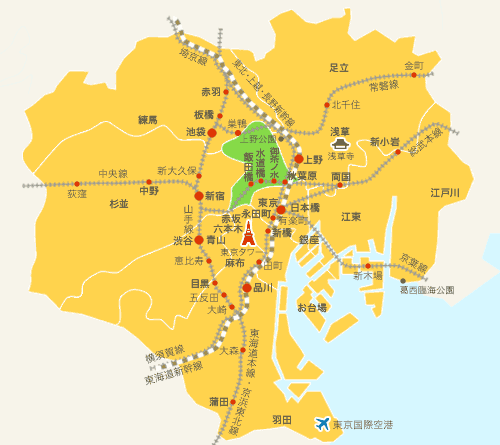 埼京線
東北・上越・長野新幹線
足立
金町
常磐線
赤羽
北千住
板橋
練馬
巣鴨
池袋
上野公園
浅草
浅草寺
新小岩
総武本線
御茶ノ水
水道橋
飯田橋
上野
秋葉原
両国
新大久保
中央線
荻窪
中野
杉並
新宿
江戸川
山手線
東京
日本橋
赤坂
永田町
有楽町
江東
六本木
新橋
銀座
渋谷
青山
東京タワー
麻布
田町
恵比寿
京葉線
新木場
葛西臨海公園
目黒
品川
五反田
大崎
お台場
横須賀線
東海道新幹線
大森
東海道本線・京浜東北線
蒲田
羽田
東京国際空港